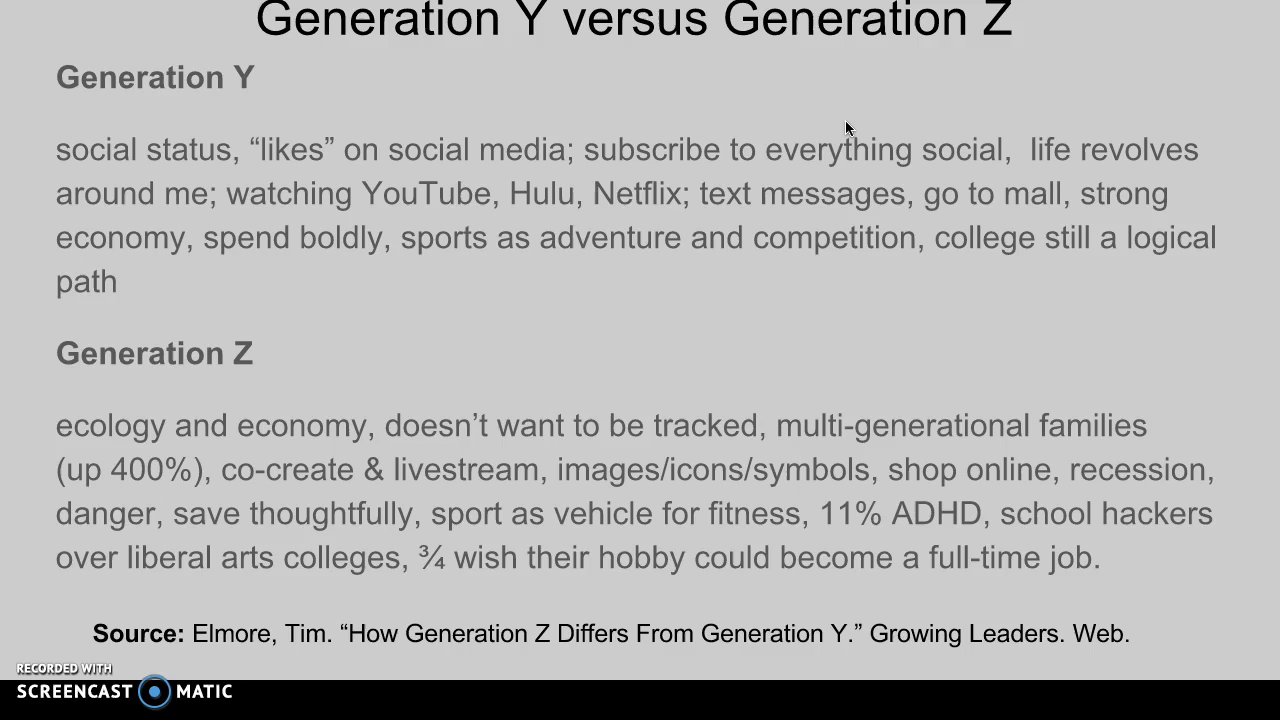 Generation Y versus Generation Z
Generation Y
social status, “likes” on social media; subscribe to everything social,  life revolves
around me; watching YouTube, Hulu, Netflix; text messages, go to mall, strong
economy, spend boldly, sports as adventure and competition, college still a logical
path
Generation Z
ecology and economy, doesn’t want to be tracked, multi-generational families
(up 400%), co-create & livestream, images/icons/symbols, shop online, recession,
danger, save thoughtfully, sport as vehicle for fitness, 11% ADHD, school hackers
over liberal arts colleges, ¾ wish their hobby could become a full-time job.
Source: Elmore, Tim. “How Generation Z Differs From Generation Y.” Growing Leaders. Web.
RECORDED WITH
SCREENCAST MATIC